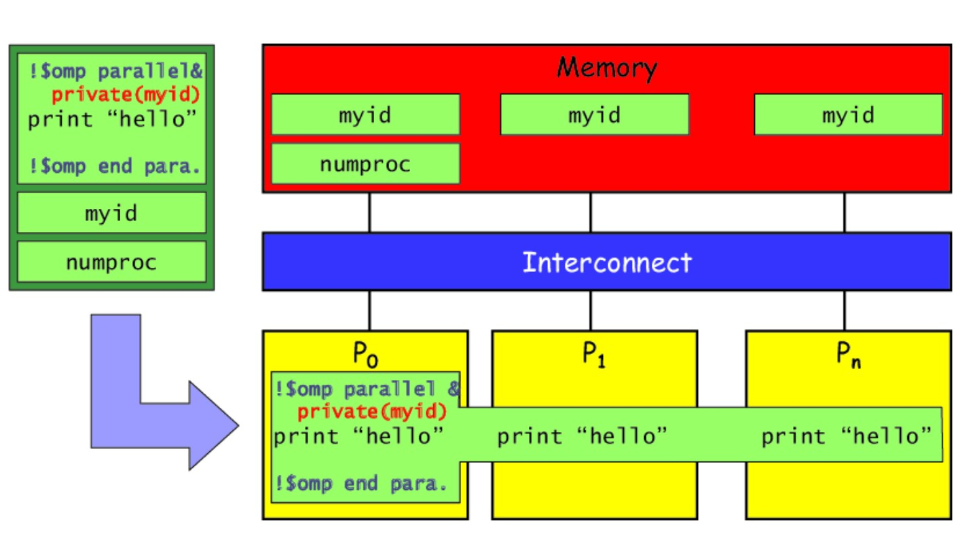 !$omp parallel&
private(myid)
print “hello”
!$omp end para.
myid
numproc
Memory
myid
myid
myid
numproc
Interconnect
P0
P1
Pn
!$omp parallel &
private(myid)
print “hello”
print “hello”
print “hello”
!$omp end para.